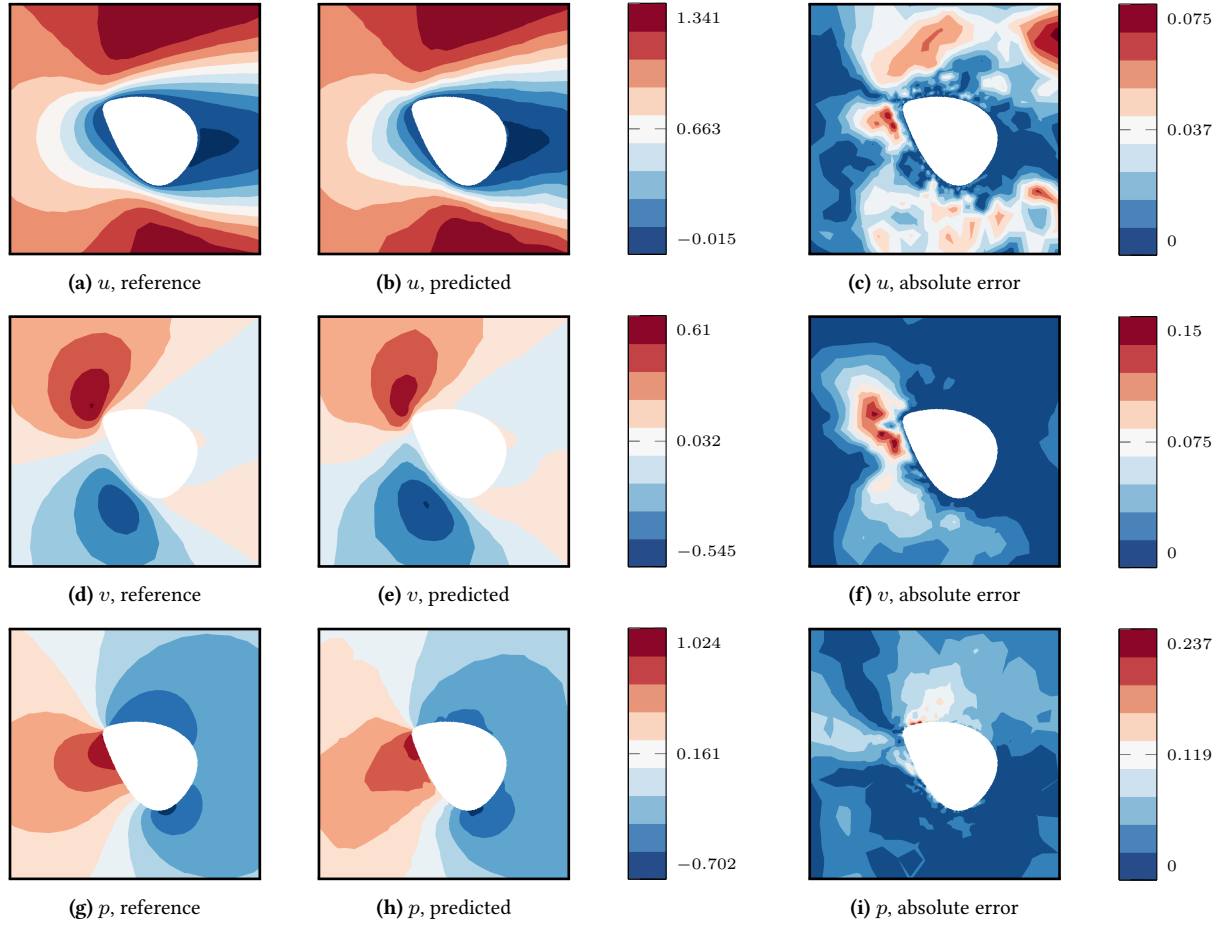 1.341
0.663
−0.015
0.075
0.037
0
(a) u, reference
(b) u, predicted
(c) u, absolute error
0.61
0.032
−0.545
0.15
0.075
0
(d) v, reference
(e) v, predicted
(f) v, absolute error
1.024
0.161
−0.702
0.237
0.119
0
(g) p, reference
(h) p, predicted
(i) p, absolute error